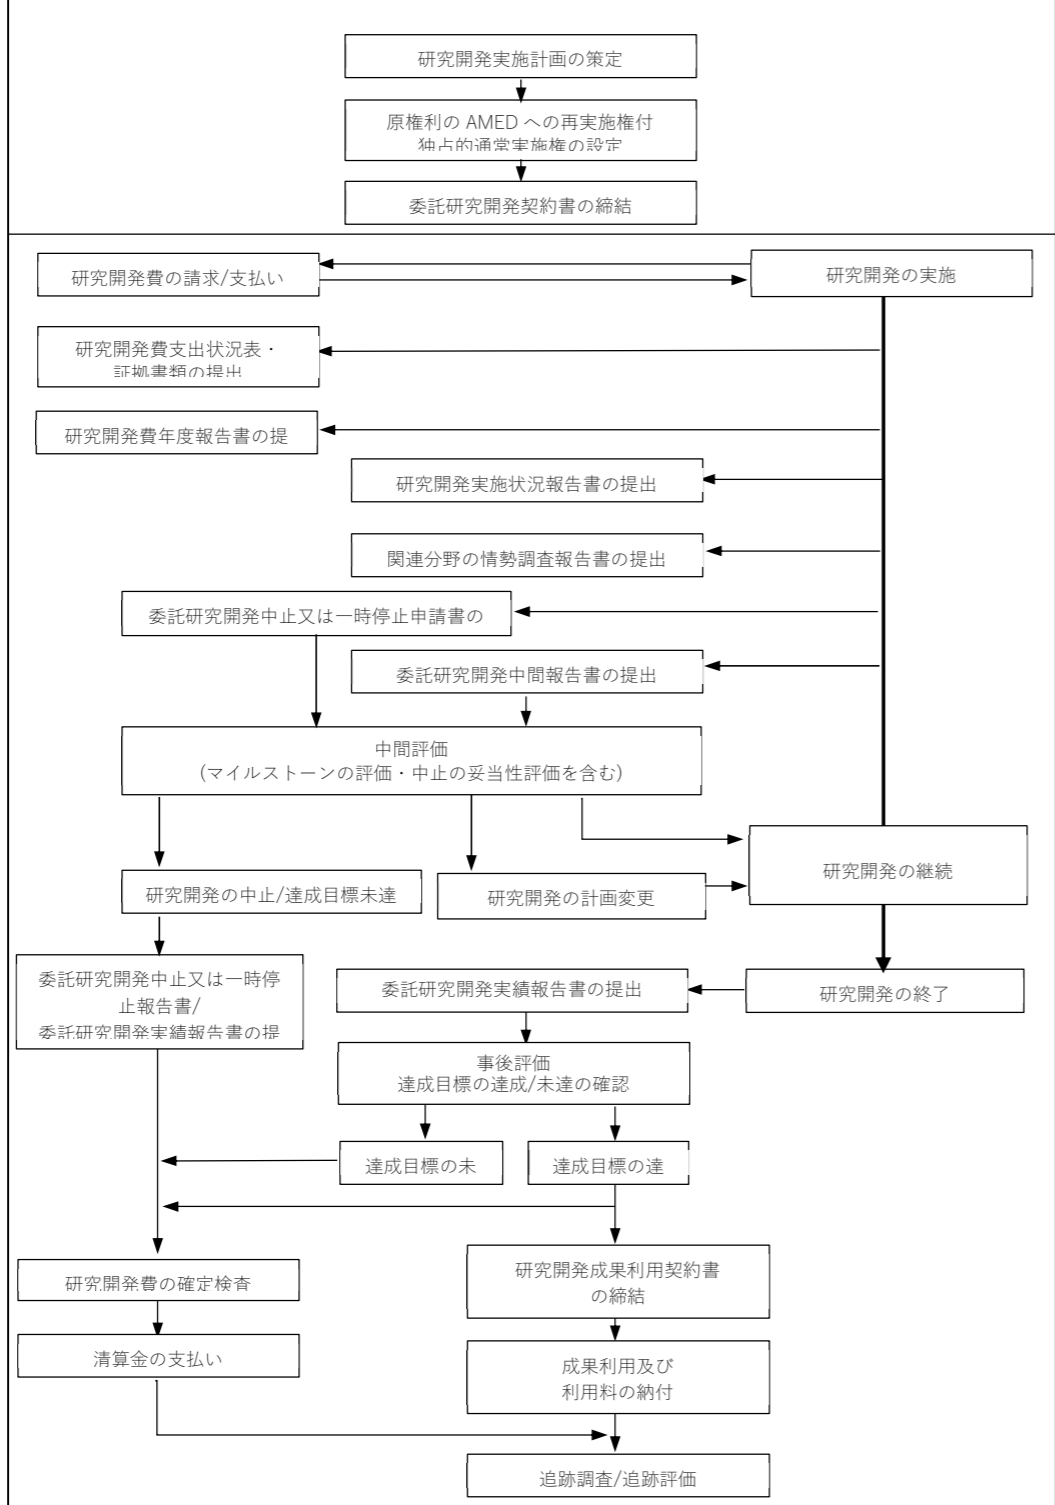 研究開発実施計画の策定
原権利の AMED への再実施権付
独占的通常実施権の設定
委託研究開発契約書の締結
研究開発費の請求/支払い
研究開発の実施
研究開発費支出状況表・
証拠書類の提出
研究開発費年度報告書の提
研究開発実施状況報告書の提出
関連分野の情勢調査報告書の提出
委託研究開発中止又は一時停止申請書の
委託研究開発中間報告書の提出
中間評価
(マイルストーンの評価・中止の妥当性評価を含む)
研究開発の継続
研究開発の中止/達成目標未達
研究開発の計画変更
委託研究開発中止又は一時停
止報告書/
委託研究開発実績報告書の提
委託研究開発実績報告書の提出
研究開発の終了
事後評価
達成目標の達成/未達の確認
達成目標の未
達成目標の達
研究開発費の確定検査
研究開発成果利用契約書
の締結
清算金の支払い
成果利用及び
利用料の納付
追跡調査/追跡評価